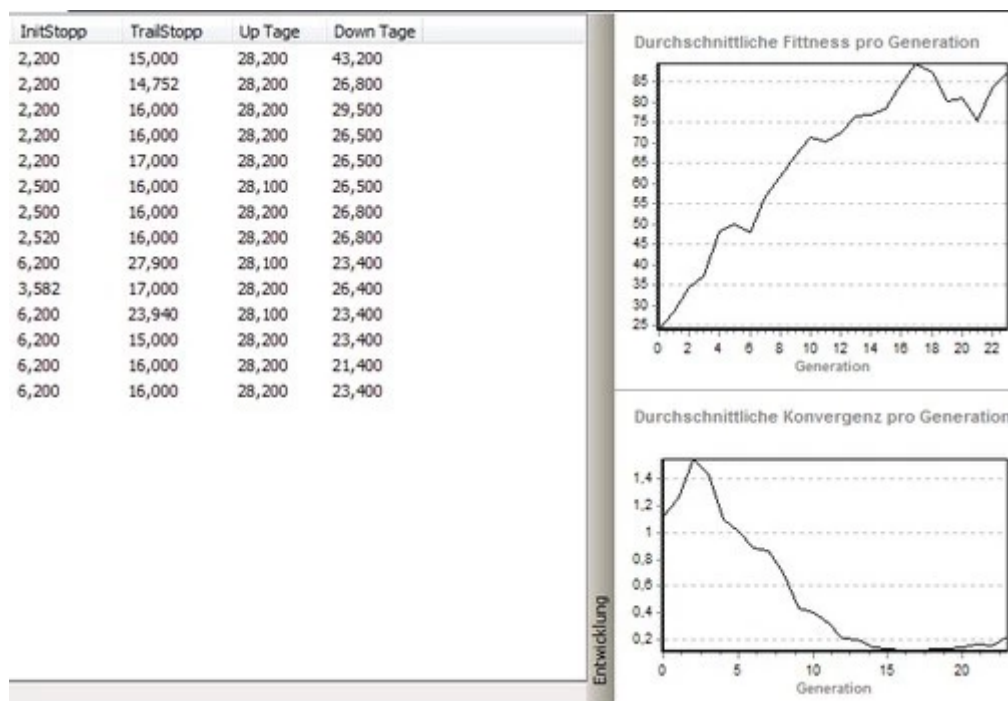 InitStopp TrailStopp Up Tage Down Tage
2,200 15,000 28,200 43,200
2,200 14,752 28,200 26,800
2,200 16,000 28,200 29,500
2,200 16,000 28,200 26,500
2,200 17,000 28,200 26,500
2,500 16,000 28,100 26,500
2,500 16,000 28,200 26,800
2,520 16,000 28,200 26,800
6,200 27,900 28,100 23,400
3,582 17,000 28,200 26,400
6,200 23,940 28,100 23,400
6,200 15,000 28,200 23,400
6,200 16,000 28,200 21,400
6,200 16,000 28,200 23,400
Entwicklung
Durchschnittliche Fittness pro Generation
85
80
75
70
65
60
55
50
45
40
35
30
25
0 2 4 6 8 10 12 14 16 18 20 22
Generation
Durchschnittliche Konvergenz pro Generation
1,4
1,2
1
0,8
0,6
0,4
0,2
0 5 10 15 20
Generation